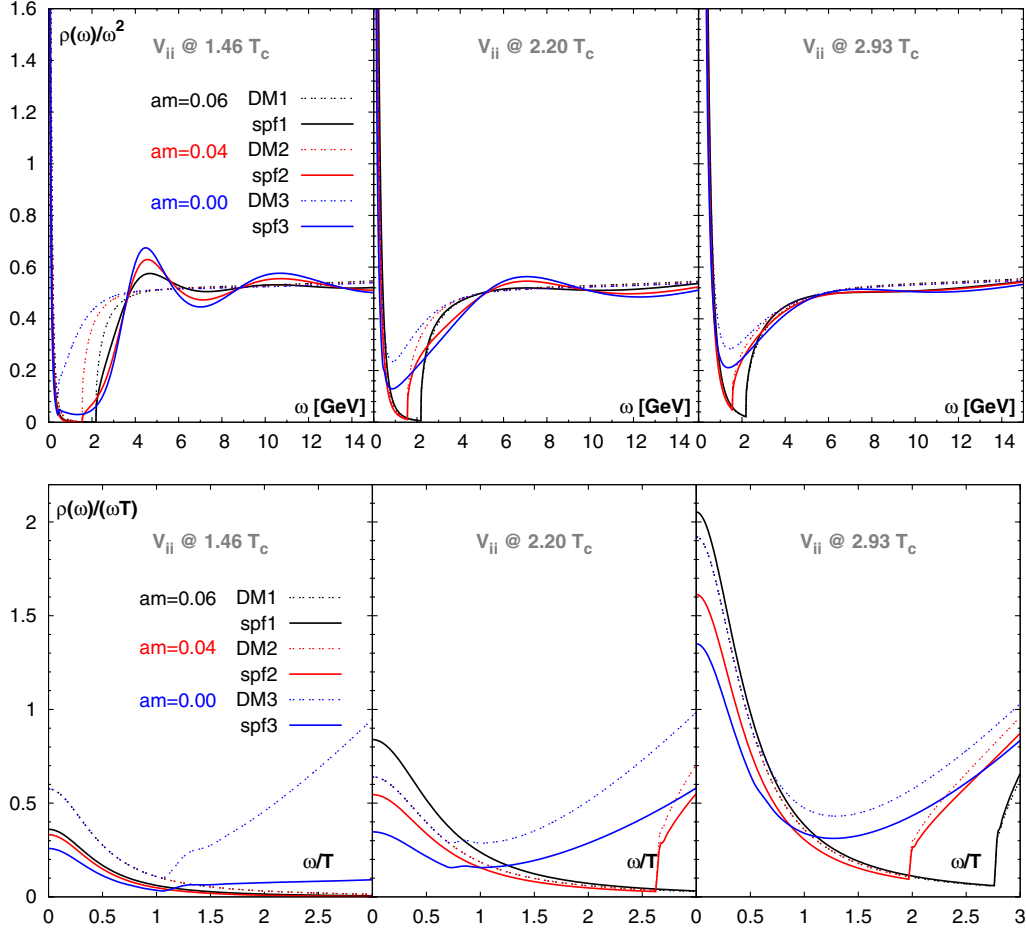 1.6
ρ(ω)/ω²
V_ii @ 1.46 T_c
V_ii @ 2.20 T_c
V_ii @ 2.93 T_c
1.4
am=0.06 DM1
spf1
1.2
am=0.04 DM2
spf2
1
am=0.00 DM3
spf3
0.8
0.6
0.4
0.2
ω [GeV] ω [GeV] ω [GeV]
0
0 2 4 6 8 10 12 14 0 2 4 6 8 10 12 14 0 2 4 6 8 10 12 14
ρ(ω)/(ωT)
2
V_ii @ 1.46 T_c
V_ii @ 2.20 T_c
V_ii @ 2.93 T_c
1.5
am=0.06 DM1
spf1
am=0.04 DM2
spf2
1
am=0.00 DM3
spf3
0.5
ω/T ω/T ω/T
0
0 0.5 1 1.5 2 2.5 0 0.5 1 1.5 2 2.5 0 0.5 1 1.5 2 2.5 3